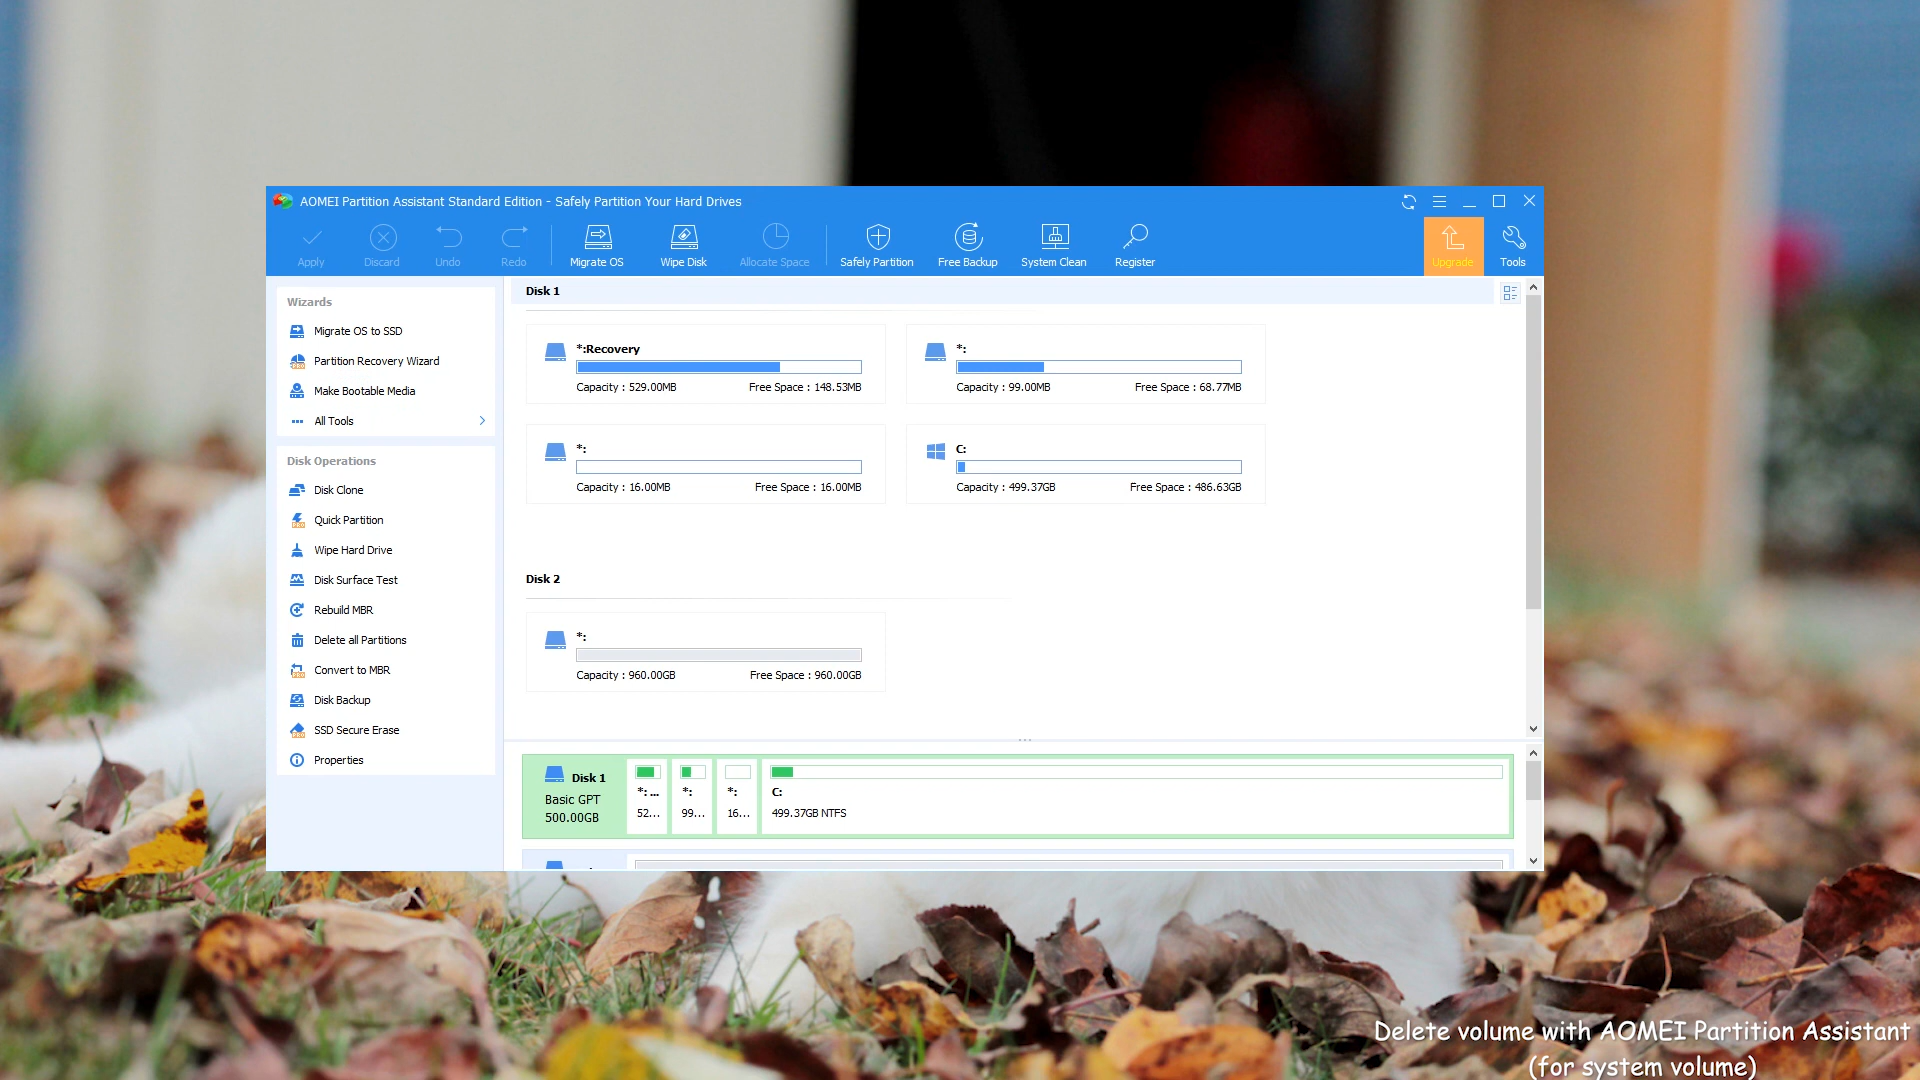 AOMEI Partition Assistant Standard Edition - Safely Partition Your Hard Drives
Apply
Discard
Undo
Redo
Migrate OS
Wipe Disk
Allocate Space
Safely Partition
Free Backup
System Clean
Register
Upgrade
Tools
Wizards
Migrate OS to SSD
Partition Recovery Wizard
Make Bootable Media
All Tools
Disk Operations
Disk Clone
Quick Partition
Wipe Hard Drive
Disk Surface Test
Rebuild MBR
Delete all Partitions
Convert to MBR
Disk Backup
SSD Secure Erase
Properties
Disk 1
*:Recovery
Capacity : 529.00MB Free Space : 148.53MB
*:
Capacity : 99.00MB Free Space : 68.77MB
*:
Capacity : 16.00MB Free Space : 16.00MB
C:
Capacity : 499.37GB Free Space : 486.63GB
Disk 2
*:
Capacity : 960.00GB Free Space : 960.00GB
Disk 1
Basic GPT
500.00GB
*: ...
52...
*:
99...
*:
16...
C:
499.37GB NTFS
Delete volume with AOMEI Partition Assistant
(for system volume)